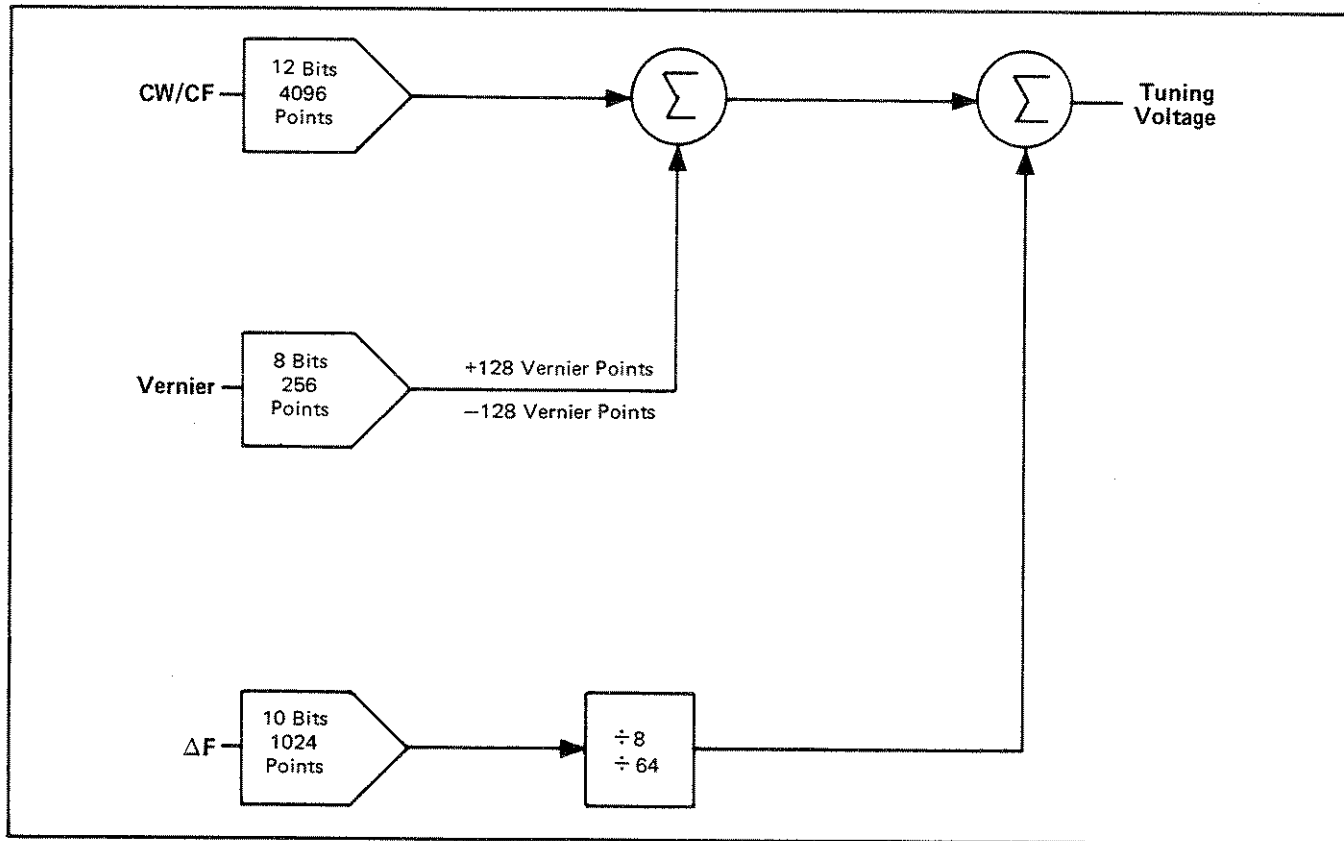 CW/CF
12 Bits
4096
Points
Σ
Σ
Tuning
Voltage
Vernier
8 Bits
256
Points
+128 Vernier Points
−128 Vernier Points
ΔF
10 Bits
1024
Points
÷8
÷64